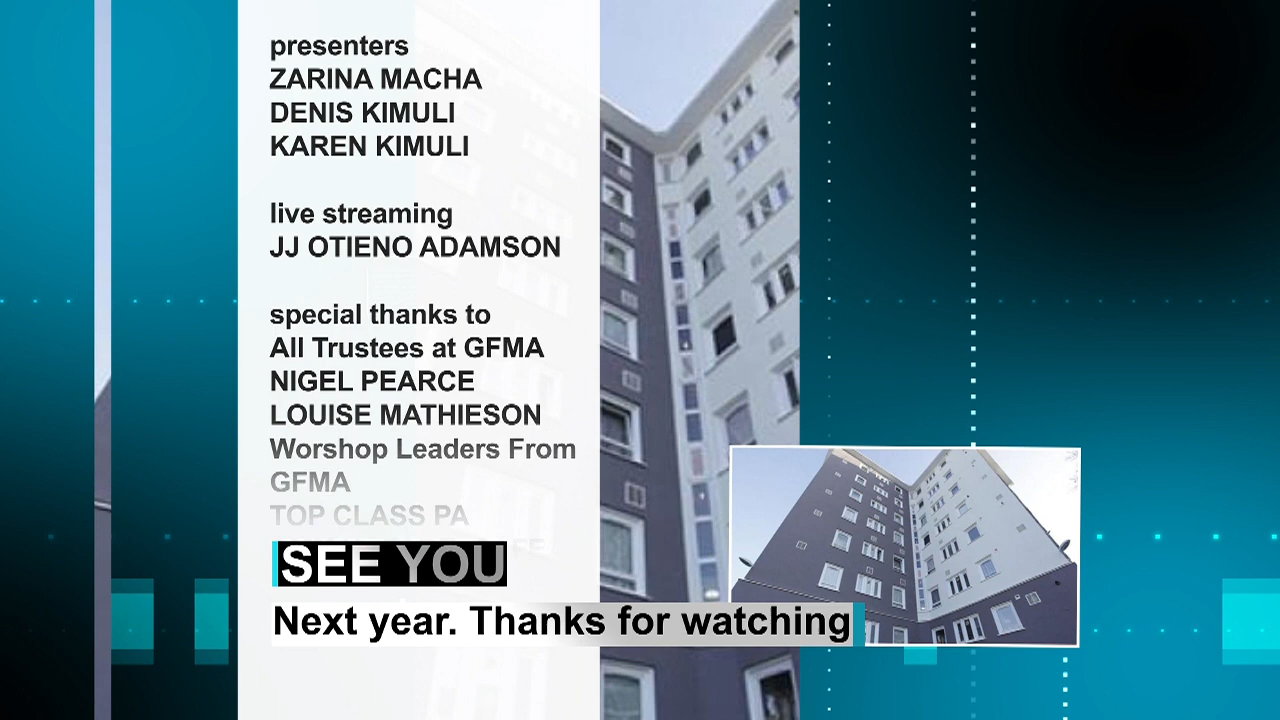 presenters
ZARINA MACHA
DENIS KIMULI
KAREN KIMULI
live streaming
JJ OTIENO ADAMSON
special thanks to
All Trustees at GFMA
NIGEL PEARCE
LOUISE MATHIESON
Worshop Leaders From
GFMA
TOP CLASS PA
SEE YOU
Next year. Thanks for watching